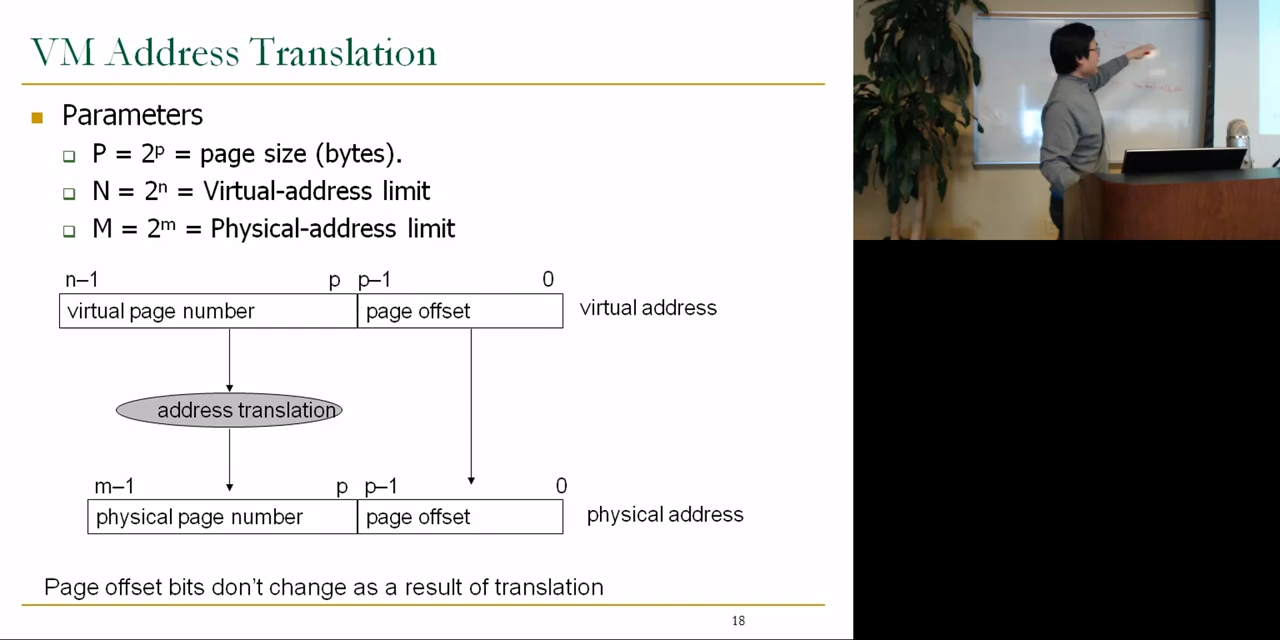 VM Address Translation
Parameters
P = 2ᵖ = page size (bytes).
N = 2ⁿ = Virtual-address limit
M = 2ᵐ = Physical-address limit
n–1 p p–1 0
virtual page number page offset virtual address
address translation
m–1 p p–1 0
physical page number page offset physical address
Page offset bits don't change as a result of translation
18